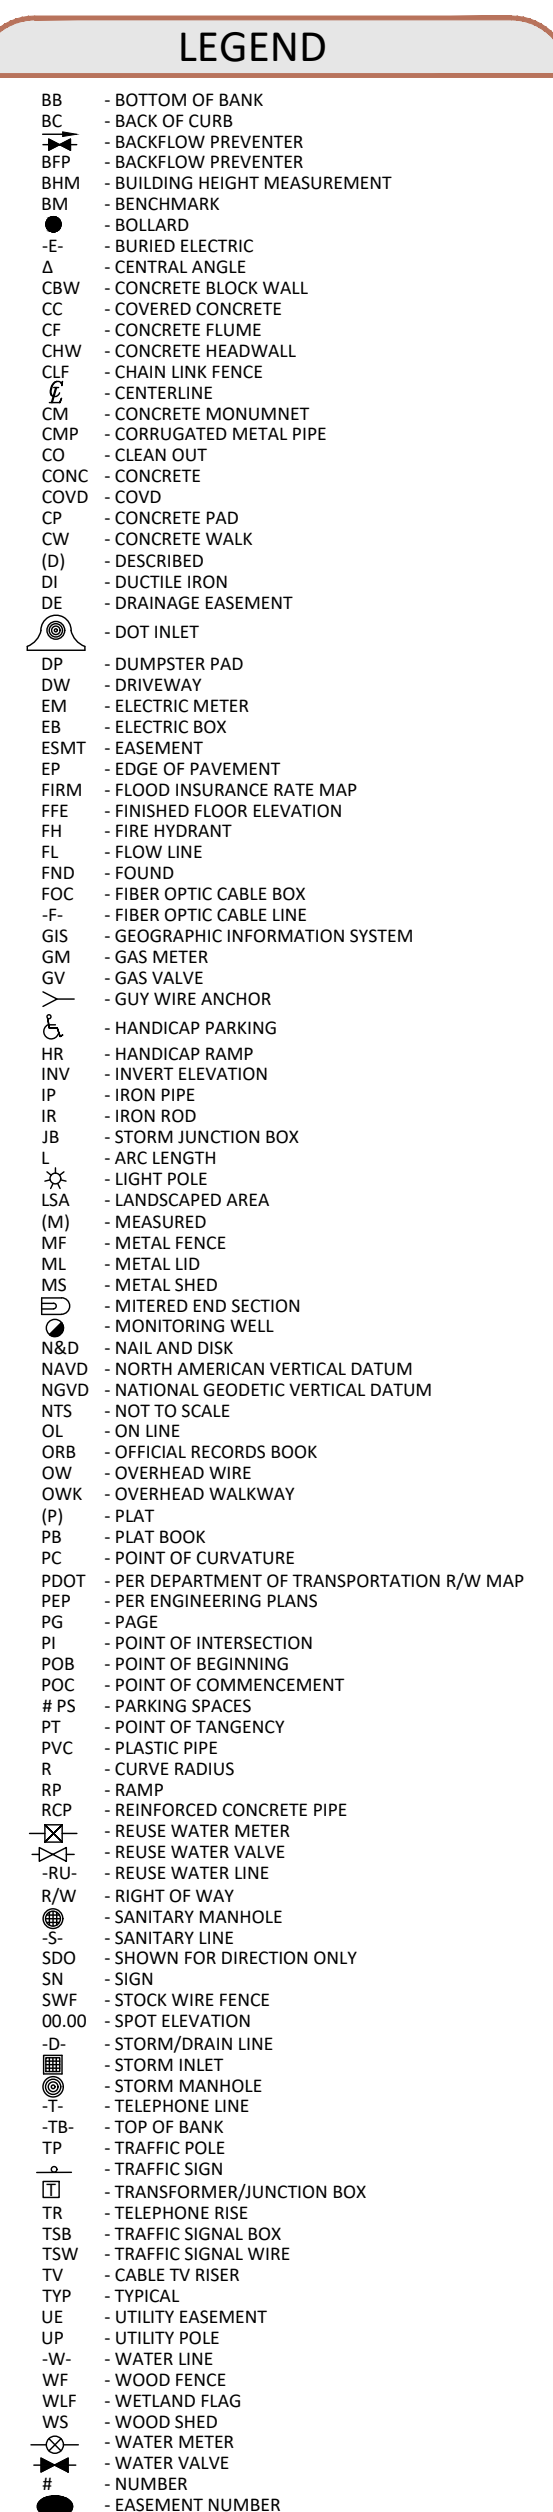 LEGEND
BB - BOTTOM OF BANK
BC - BACK OF CURB
- BACKFLOW PREVENTER
BFP - BACKFLOW PREVENTER
BHM - BUILDING HEIGHT MEASUREMENT
BM - BENCHMARK
- BOLLARD
-E- - BURIED ELECTRIC
Δ - CENTRAL ANGLE
CBW - CONCRETE BLOCK WALL
CC - COVERED CONCRETE
CF - CONCRETE FLUME
CHW - CONCRETE HEADWALL
CLF - CHAIN LINK FENCE
℄ - CENTERLINE
CM - CONCRETE MONUMNET
CMP - CORRUGATED METAL PIPE
CO - CLEAN OUT
CONC - CONCRETE
COVD - COVD
CP - CONCRETE PAD
CW - CONCRETE WALK
(D) - DESCRIBED
DI - DUCTILE IRON
DE - DRAINAGE EASEMENT
- DOT INLET
DP - DUMPSTER PAD
DW - DRIVEWAY
EM - ELECTRIC METER
EB - ELECTRIC BOX
ESMT - EASEMENT
EP - EDGE OF PAVEMENT
FIRM - FLOOD INSURANCE RATE MAP
FFE - FINISHED FLOOR ELEVATION
FH - FIRE HYDRANT
FL - FLOW LINE
FND - FOUND
FOC - FIBER OPTIC CABLE BOX
-F- - FIBER OPTIC CABLE LINE
GIS - GEOGRAPHIC INFORMATION SYSTEM
GM - GAS METER
GV - GAS VALVE
- GUY WIRE ANCHOR
- HANDICAP PARKING
HR - HANDICAP RAMP
INV - INVERT ELEVATION
IP - IRON PIPE
IR - IRON ROD
JB - STORM JUNCTION BOX
L - ARC LENGTH
- LIGHT POLE
LSA - LANDSCAPED AREA
(M) - MEASURED
MF - METAL FENCE
ML - METAL LID
MS - METAL SHED
- MITERED END SECTION
- MONITORING WELL
N&D - NAIL AND DISK
NAVD - NORTH AMERICAN VERTICAL DATUM
NGVD - NATIONAL GEODETIC VERTICAL DATUM
NTS - NOT TO SCALE
OL - ON LINE
ORB - OFFICIAL RECORDS BOOK
OW - OVERHEAD WIRE
OWK - OVERHEAD WALKWAY
(P) - PLAT
PB - PLAT BOOK
PC - POINT OF CURVATURE
PDOT - PER DEPARTMENT OF TRANSPORTATION R/W MAP
PEP - PER ENGINEERING PLANS
PG - PAGE
PI - POINT OF INTERSECTION
POB - POINT OF BEGINNING
POC - POINT OF COMMENCEMENT
# PS - PARKING SPACES
PT - POINT OF TANGENCY
PVC - PLASTIC PIPE
R - CURVE RADIUS
RP - RAMP
RCP - REINFORCED CONCRETE PIPE
- REUSE WATER METER
- REUSE WATER VALVE
-RU- - REUSE WATER LINE
R/W - RIGHT OF WAY
- SANITARY MANHOLE
-S- - SANITARY LINE
SDO - SHOWN FOR DIRECTION ONLY
SN - SIGN
SWF - STOCK WIRE FENCE
00.00 - SPOT ELEVATION
-D- - STORM/DRAIN LINE
- STORM INLET
- STORM MANHOLE
-T- - TELEPHONE LINE
-TB- - TOP OF BANK
TP - TRAFFIC POLE
- TRAFFIC SIGN
T - TRANSFORMER/JUNCTION BOX
TR - TELEPHONE RISE
TSB - TRAFFIC SIGNAL BOX
TSW - TRAFFIC SIGNAL WIRE
TV - CABLE TV RISER
TYP - TYPICAL
UE - UTILITY EASEMENT
UP - UTILITY POLE
-W- - WATER LINE
WF - WOOD FENCE
WLF - WETLAND FLAG
WS - WOOD SHED
- WATER METER
- WATER VALVE
# - NUMBER
- EASEMENT NUMBER